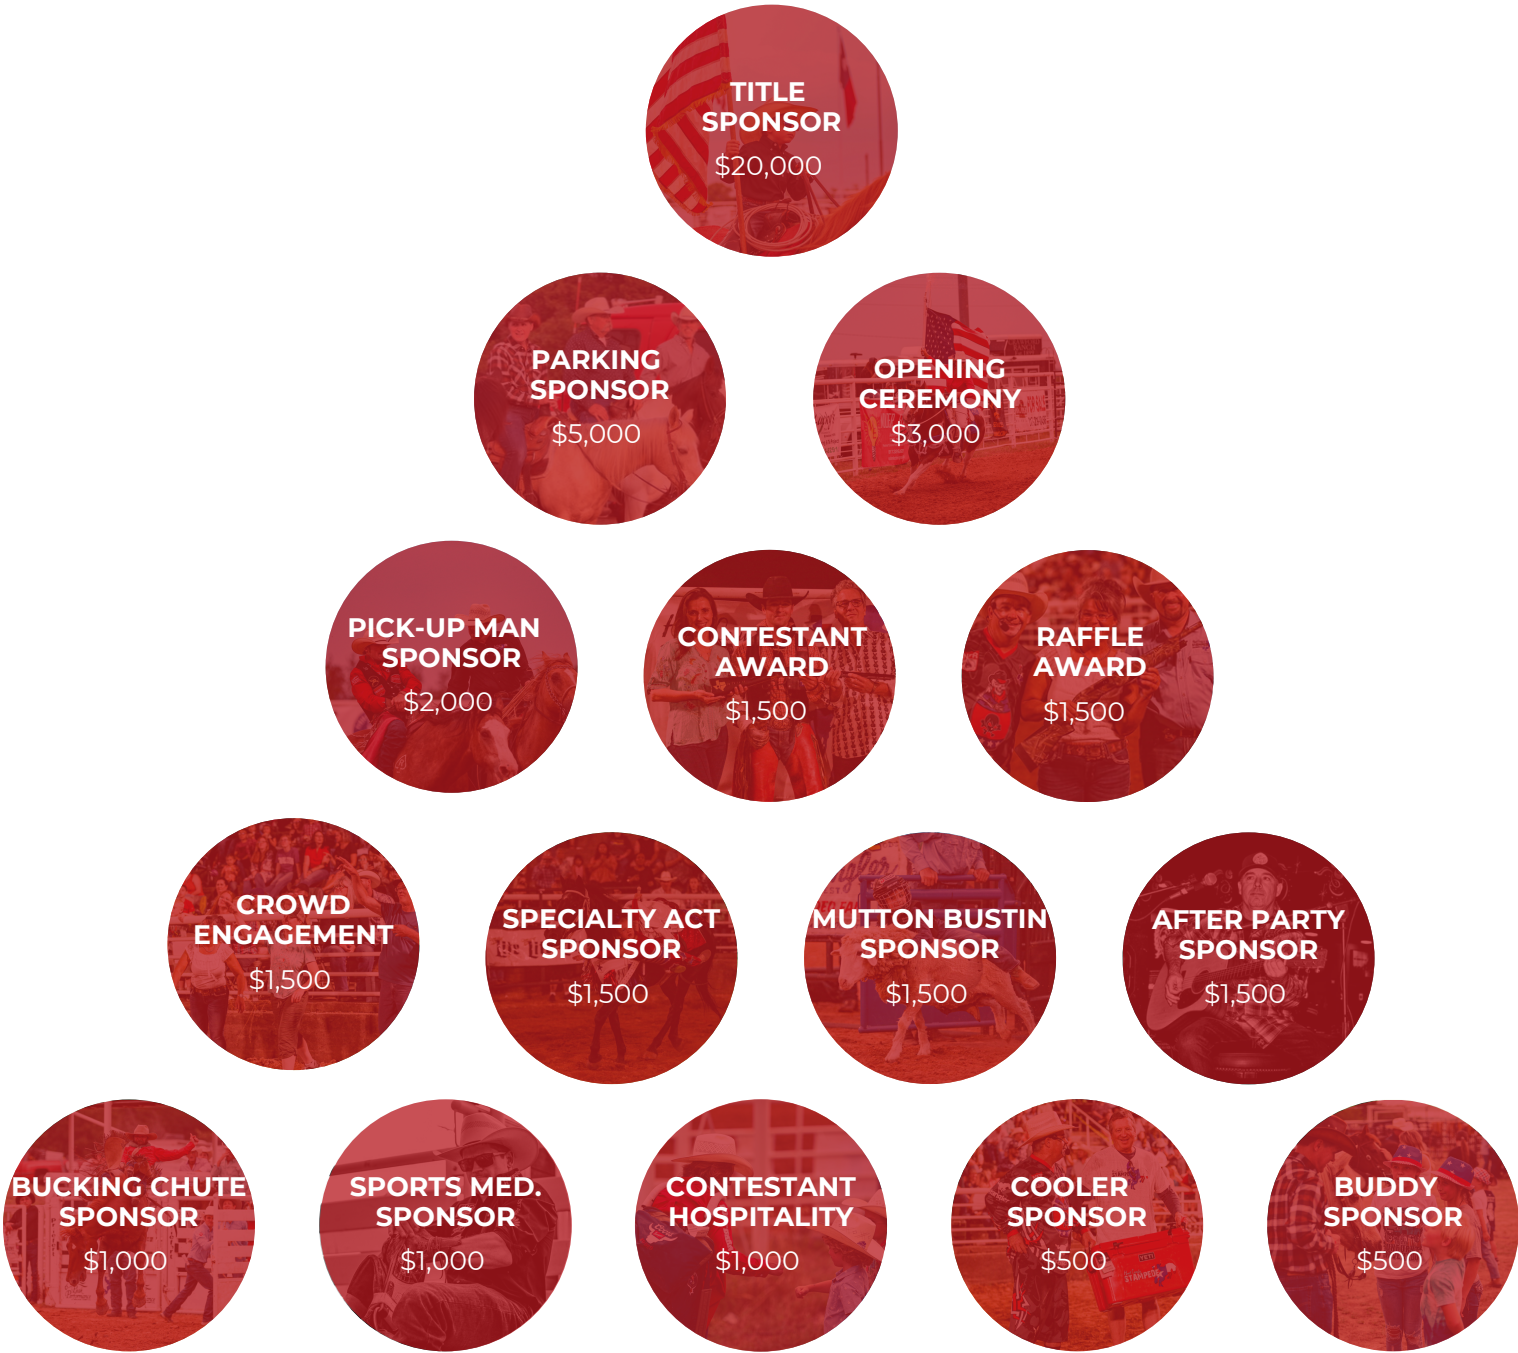 TITLE
SPONSOR
$20,000
PARKING
SPONSOR
$5,000
OPENING
CEREMONY
$3,000
PICK-UP MAN
SPONSOR
$2,000
CONTESTANT
AWARD
$1,500
RAFFLE
AWARD
$1,500
CROWD
ENGAGEMENT
$1,500
SPECIALTY ACT
SPONSOR
$1,500
MUTTON BUSTIN
SPONSOR
$1,500
AFTER PARTY
SPONSOR
$1,500
BUCKING CHUTE
SPONSOR
$1,000
SPORTS MED.
SPONSOR
$1,000
CONTESTANT
HOSPITALITY
$1,000
COOLER
SPONSOR
$500
YETI
STAMPEDE
BUDDY
SPONSOR
$500